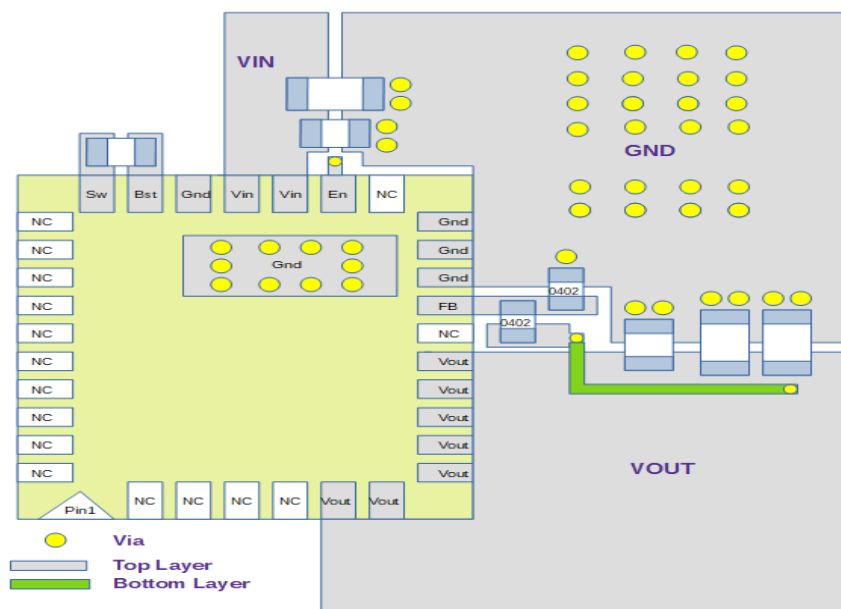 VIN
GND
Sw
Bst
Gnd
Vin
Vin
En
NC
NC
Gnd
NC
Gnd
Gnd
NC
Gnd
0402
NC
FB
0402
NC
NC
NC
Vout
NC
Vout
NC
Vout
NC
Vout
VOUT
NC
Vout
NC
NC
NC
NC
Vout
Vout
Pin1
Via
Top Layer
Bottom Layer